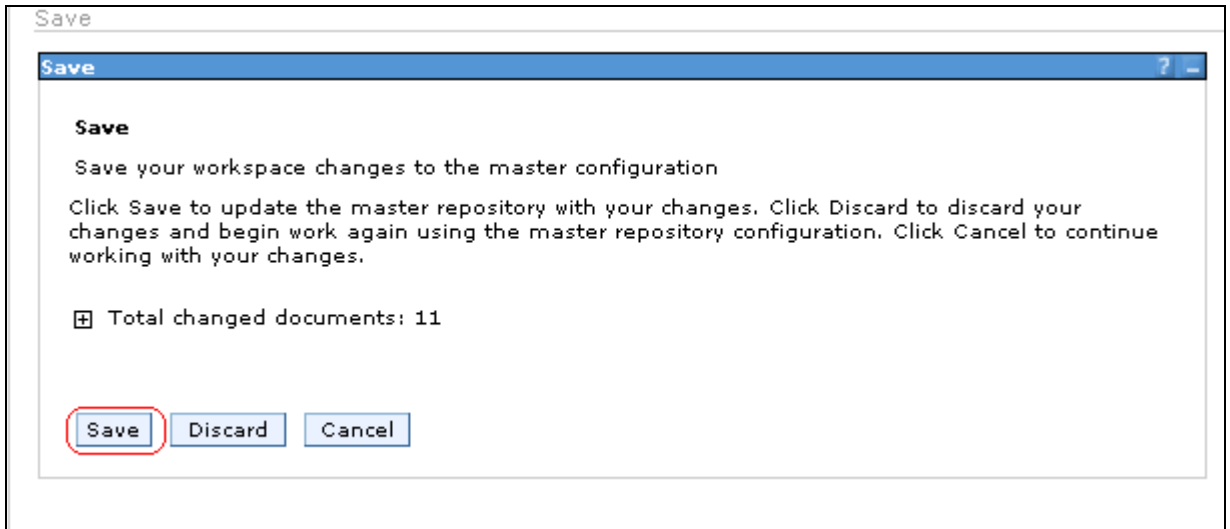 Save
Save ? –
Save
Save your workspace changes to the master configuration
Click Save to update the master repository with your changes. Click Discard to discard your
changes and begin work again using the master repository configuration. Click Cancel to continue
working with your changes.
Total changed documents: 11
Save Discard Cancel